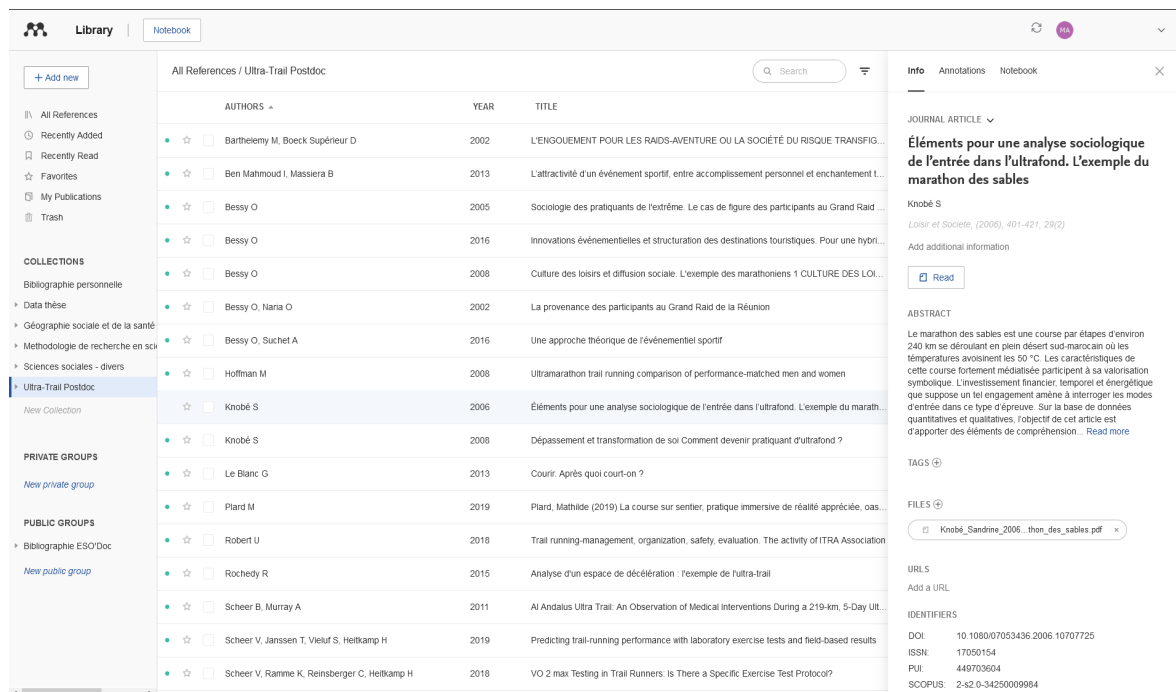 Library
Notebook
MA
+ Add new
All References
Recently Added
Recently Read
Favorites
My Publications
Trash
COLLECTIONS
Bibliographie personnelle
Data thèse
Géographie sociale et de la santé
Methodologie de recherche en scie
Sciences sociales - divers
Ultra-Trail Postdoc
New Collection
PRIVATE GROUPS
New private group
PUBLIC GROUPS
Bibliographie ESO'Doc
New public group
All References / Ultra-Trail Postdoc
Search
AUTHORS YEAR TITLE
Barthelemy M, Boeck Supérieur D 2002 L'ENGOUEMENT POUR LES RAIDS-AVENTURE OU LA SOCIÉTÉ DU RISQUE TRANSFIG...
Ben Mahmoud I, Massiera B 2013 L'attractivité d'un événement sportif, entre accomplissement personnel et enchantement t...
Bessy O 2005 Sociologie des pratiquants de l'extrême. Le cas de figure des participants au Grand Raid ...
Bessy O 2016 Innovations événementielles et structuration des destinations touristiques. Pour une hybri...
Bessy O 2008 Culture des loisirs et diffusion sociale. L'exemple des marathoniens 1 CULTURE DES LOI...
Bessy O, Naria O 2002 La provenance des participants au Grand Raid de la Réunion
Bessy O, Suchet A 2016 Une approche théorique de l'événementiel sportif
Hoffman M 2008 Ultramarathon trail running comparison of performance-matched men and women
Knobé S 2006 Éléments pour une analyse sociologique de l'entrée dans l'ultrafond. L'exemple du marath...
Knobé S 2008 Dépassement et transformation de soi Comment devenir pratiquant d'ultrafond ?
Le Blanc G 2013 Courir. Après quoi court-on ?
Plard M 2019 Plard, Mathilde (2019) La course sur sentier, pratique immersive de réalité appréciée, oas...
Robert U 2018 Trail running-management, organization, safety, evaluation. The activity of ITRA Association
Rochedy R 2015 Analyse d'un espace de décélération : l'exemple de l'ultra-trail
Scheer B, Murray A 2011 Al Andalus Ultra Trail: An Observation of Medical Interventions During a 219-km, 5-Day Ult...
Scheer V, Janssen T, Vieluf S, Heitkamp H 2019 Predicting trail-running performance with laboratory exercise tests and field-based results
Scheer V, Ramme K, Reinsberger C, Heitkamp H 2018 VO 2 max Testing in Trail Runners: Is There a Specific Exercise Test Protocol?
Info Annotations Notebook
JOURNAL ARTICLE
Éléments pour une analyse sociologique
de l'entrée dans l'ultrafond. L'exemple du
marathon des sables
Knobé S
Loisir et Societe, (2006), 401-421, 29(2)
Add additional information
Read
ABSTRACT
Le marathon des sables est une course par étapes d'environ
240 km se déroulant en plein désert sud-marocain où les
témperatures avoisinent les 50 °C. Les caractéristiques de
cette course fortement médiatisée participent à sa valorisation
symbolique. L'investissement financier, temporel et énergétique
que suppose un tel engagement amène à interroger les modes
d'entrée dans ce type d'épreuve. Sur la base de données
quantitatives et qualitatives, l'objectif de cet article est
d'apporter des éléments de compréhension... Read more
TAGS
FILES
Knobé_Sandrine_2006...thon_des_sables.pdf ×
URLS
Add a URL
IDENTIFIERS
DOI: 10.1080/07053436.2006.10707725
ISSN: 17050154
PUI: 449703604
SCOPUS: 2-s2.0-34250009984